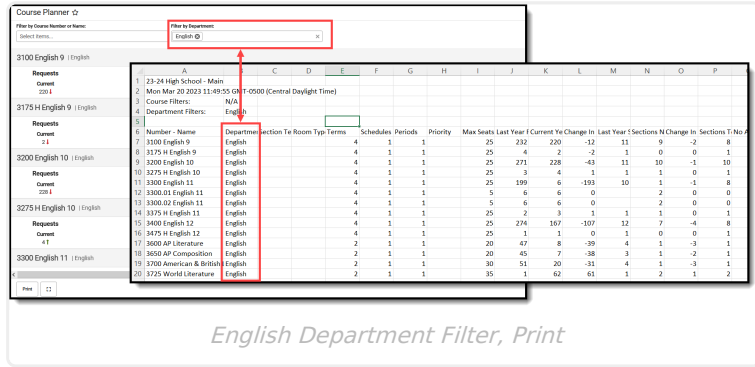 Course Planner ☆
Filter by Course Number or Name:
Filter by Department:
Select items...
English
3100 English 9 | English
Requests
Current
220
3175 H English 9 | English
Requests
Current
2
3200 English 10 | English
Requests
Current
228
3275 H English 10 | English
Requests
Current
4
3300 English 11 | English
Print
A B C D E F G H I J K L M N O P
1 23-24 High School - Main
2 Mon Mar 20 2023 11:49:55 GMT-0500 (Central Daylight Time)
3 Course Filters: N/A
4 Department Filters: English
5
6 Number - Name Departmen Section Te Room Typ Terms Schedules Periods Priority Max Seats Last Year F Current Ye Change In Last Year S Sections N Change In Sections T No A
7 3100 English 9 English 4 1 1 25 232 220 -12 11 9 -2 8
8 3175 H English 9 English 4 1 1 25 4 2 -2 1 0 0 1
9 3200 English 10 English 4 1 1 25 271 228 -43 11 10 -1 10
10 3275 H English 10 English 4 1 1 25 3 4 1 1 1 0 1
11 3300 English 11 English 4 1 1 25 199 6 -193 10 1 -1 8
12 3300.01 English 11 English 4 1 1 5 6 6 0 2 0 0
13 3300.02 English 11 English 4 1 1 5 6 6 0 2 0 0
14 3375 H English 11 English 4 1 1 25 2 3 1 1 1 0 1
15 3400 English 12 English 4 1 1 25 274 167 -107 12 7 -4 8
16 3475 H English 12 English 4 1 1 25 1 1 0 0 1 0 0
17 3600 AP Literature English 2 1 1 20 47 8 -39 4 1 -3 1
18 3650 AP Composition English 2 1 1 20 45 7 -38 3 1 -2 1
19 3700 American & British English 2 1 1 30 51 20 -31 4 1 -3 1
20 3725 World Literature English 2 1 1 35 1 62 61 1 2 1 2
English Department Filter, Print